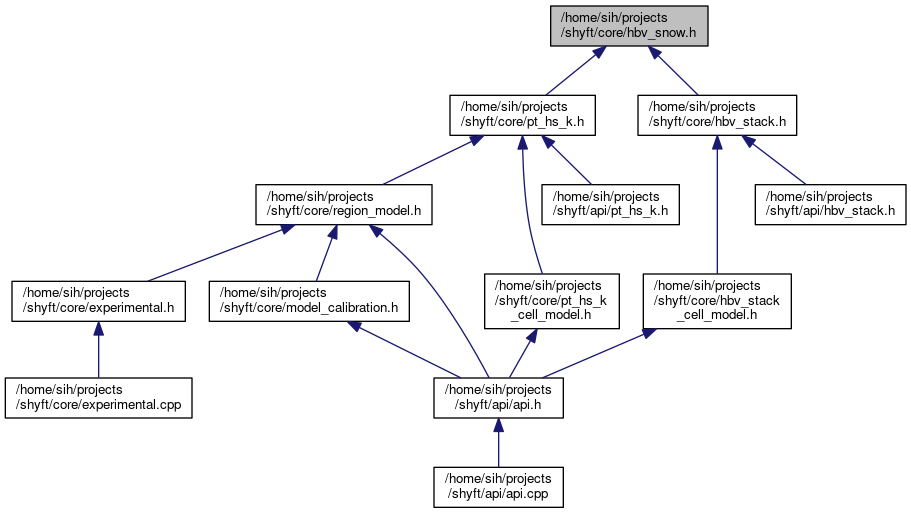 /home/sih/projects
/shyft/core/hbv_snow.h
/home/sih/projects
/shyft/core/pt_hs_k.h
/home/sih/projects
/shyft/core/hbv_stack.h
/home/sih/projects
/shyft/core/region_model.h
/home/sih/projects
/shyft/api/pt_hs_k.h
/home/sih/projects
/shyft/api/hbv_stack.h
/home/sih/projects
/shyft/core/experimental.h
/home/sih/projects
/shyft/core/model_calibration.h
/home/sih/projects
/shyft/core/pt_hs_k
_cell_model.h
/home/sih/projects
/shyft/core/hbv_stack
_cell_model.h
/home/sih/projects
/shyft/core/experimental.cpp
/home/sih/projects
/shyft/api/api.h
/home/sih/projects
/shyft/api/api.cpp